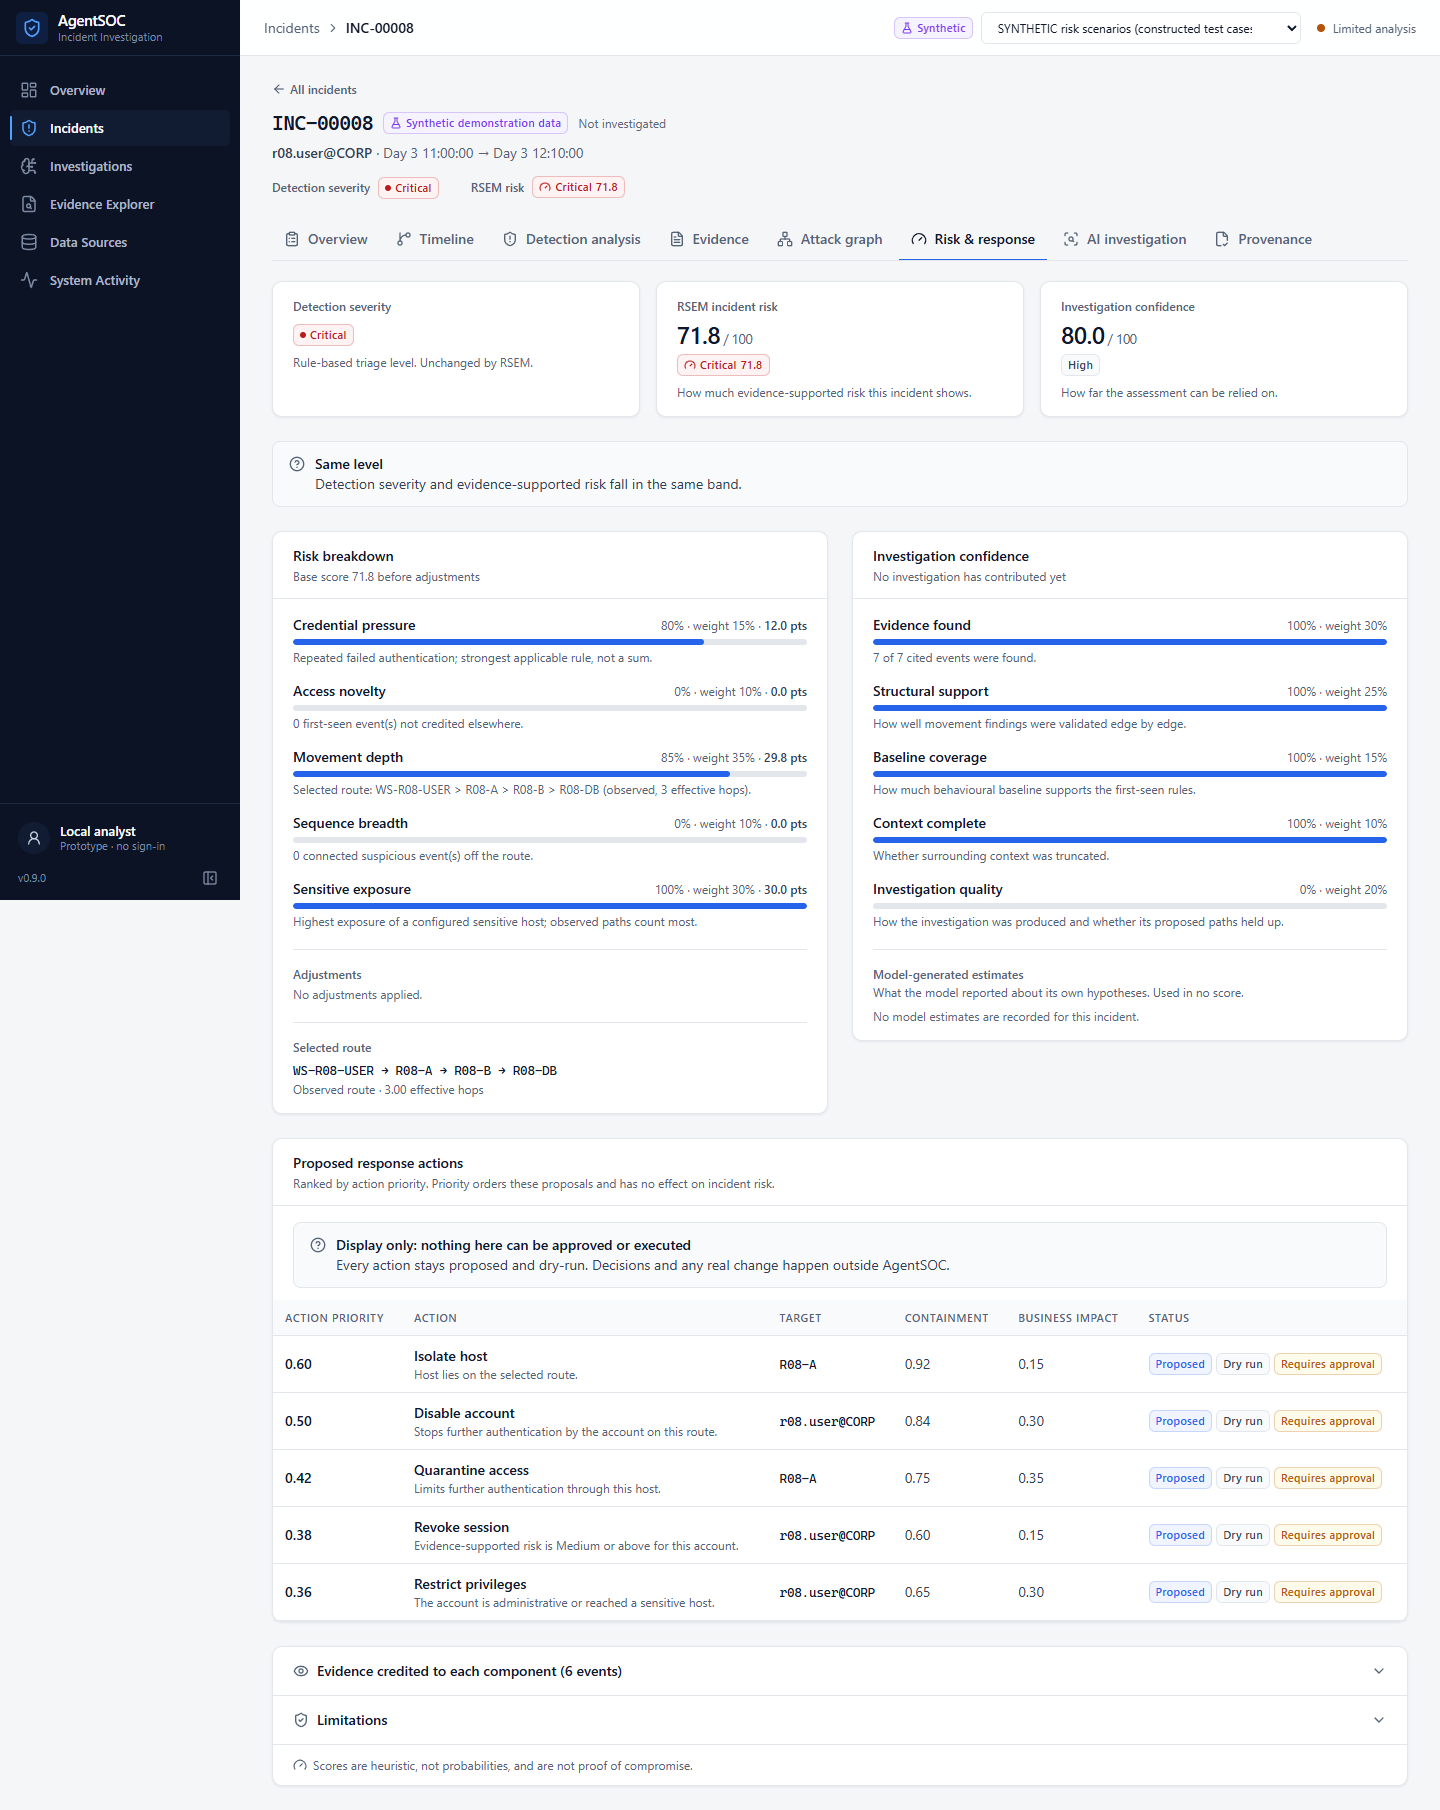 AgentSOC
Incident Investigation
Overview
Incidents
Investigations
Evidence Explorer
Data Sources
System Activity
Local analyst
Prototype · no sign-in
v0.9.0
Incidents > INC-00008
Synthetic
SYNTHETIC risk scenarios (constructed test cases
Limited analysis
← All incidents
INC-00008 Synthetic demonstration data Not investigated
r08.user@CORP · Day 3 11:00:00 → Day 3 12:10:00
Detection severity Critical RSEM risk Critical 71.8
Overview Timeline Detection analysis Evidence Attack graph Risk & response AI investigation Provenance
Detection severity
Critical
Rule-based triage level. Unchanged by RSEM.
RSEM incident risk
71.8 / 100
Critical 71.8
How much evidence-supported risk this incident shows.
Investigation confidence
80.0 / 100
High
How far the assessment can be relied on.
Same level
Detection severity and evidence-supported risk fall in the same band.
Risk breakdown
Base score 71.8 before adjustments
Credential pressure 80% · weight 15% · 12.0 pts
Repeated failed authentication; strongest applicable rule, not a sum.
Access novelty 0% · weight 10% · 0.0 pts
0 first-seen event(s) not credited elsewhere.
Movement depth 85% · weight 35% · 29.8 pts
Selected route: WS-R08-USER > R08-A > R08-B > R08-DB (observed, 3 effective hops).
Sequence breadth 0% · weight 10% · 0.0 pts
0 connected suspicious event(s) off the route.
Sensitive exposure 100% · weight 30% · 30.0 pts
Highest exposure of a configured sensitive host; observed paths count most.
Adjustments
No adjustments applied.
Selected route
WS-R08-USER → R08-A → R08-B → R08-DB
Observed route · 3.00 effective hops
Investigation confidence
No investigation has contributed yet
Evidence found 100% · weight 30%
7 of 7 cited events were found.
Structural support 100% · weight 25%
How well movement findings were validated edge by edge.
Baseline coverage 100% · weight 15%
How much behavioural baseline supports the first-seen rules.
Context complete 100% · weight 10%
Whether surrounding context was truncated.
Investigation quality 0% · weight 20%
How the investigation was produced and whether its proposed paths held up.
Model-generated estimates
What the model reported about its own hypotheses. Used in no score.
No model estimates are recorded for this incident.
Proposed response actions
Ranked by action priority. Priority orders these proposals and has no effect on incident risk.
Display only: nothing here can be approved or executed
Every action stays proposed and dry-run. Decisions and any real change happen outside AgentSOC.
ACTION PRIORITY ACTION TARGET CONTAINMENT BUSINESS IMPACT STATUS
0.60 Isolate host R08-A 0.92 0.15 Proposed Dry run Requires approval
Host lies on the selected route.
0.50 Disable account r08.user@CORP 0.84 0.30 Proposed Dry run Requires approval
Stops further authentication by the account on this route.
0.42 Quarantine access R08-A 0.75 0.35 Proposed Dry run Requires approval
Limits further authentication through this host.
0.38 Revoke session r08.user@CORP 0.60 0.15 Proposed Dry run Requires approval
Evidence-supported risk is Medium or above for this account.
0.36 Restrict privileges r08.user@CORP 0.65 0.30 Proposed Dry run Requires approval
The account is administrative or reached a sensitive host.
Evidence credited to each component (6 events)
Limitations
Scores are heuristic, not probabilities, and are not proof of compromise.